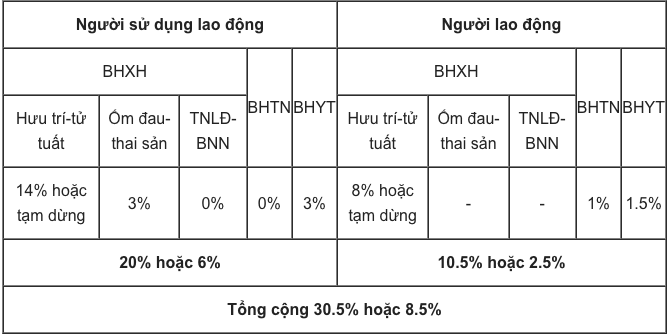 Người sử dụng lao động
Người lao động
BHXH
BHTN
BHYT
BHXH
BHTN
BHYT
Hưu trí-tử
tuất
Ốm đau-
thai sản
TNLĐ-
BNN
Hưu trí-tử
tuất
Ốm đau-
thai sản
TNLĐ-
BNN
14% hoặc
tạm dừng
3%
0%
0%
3%
8% hoặc
tạm dừng
-
-
1%
1.5%
20% hoặc 6%
10.5% hoặc 2.5%
Tổng cộng 30.5% hoặc 8.5%